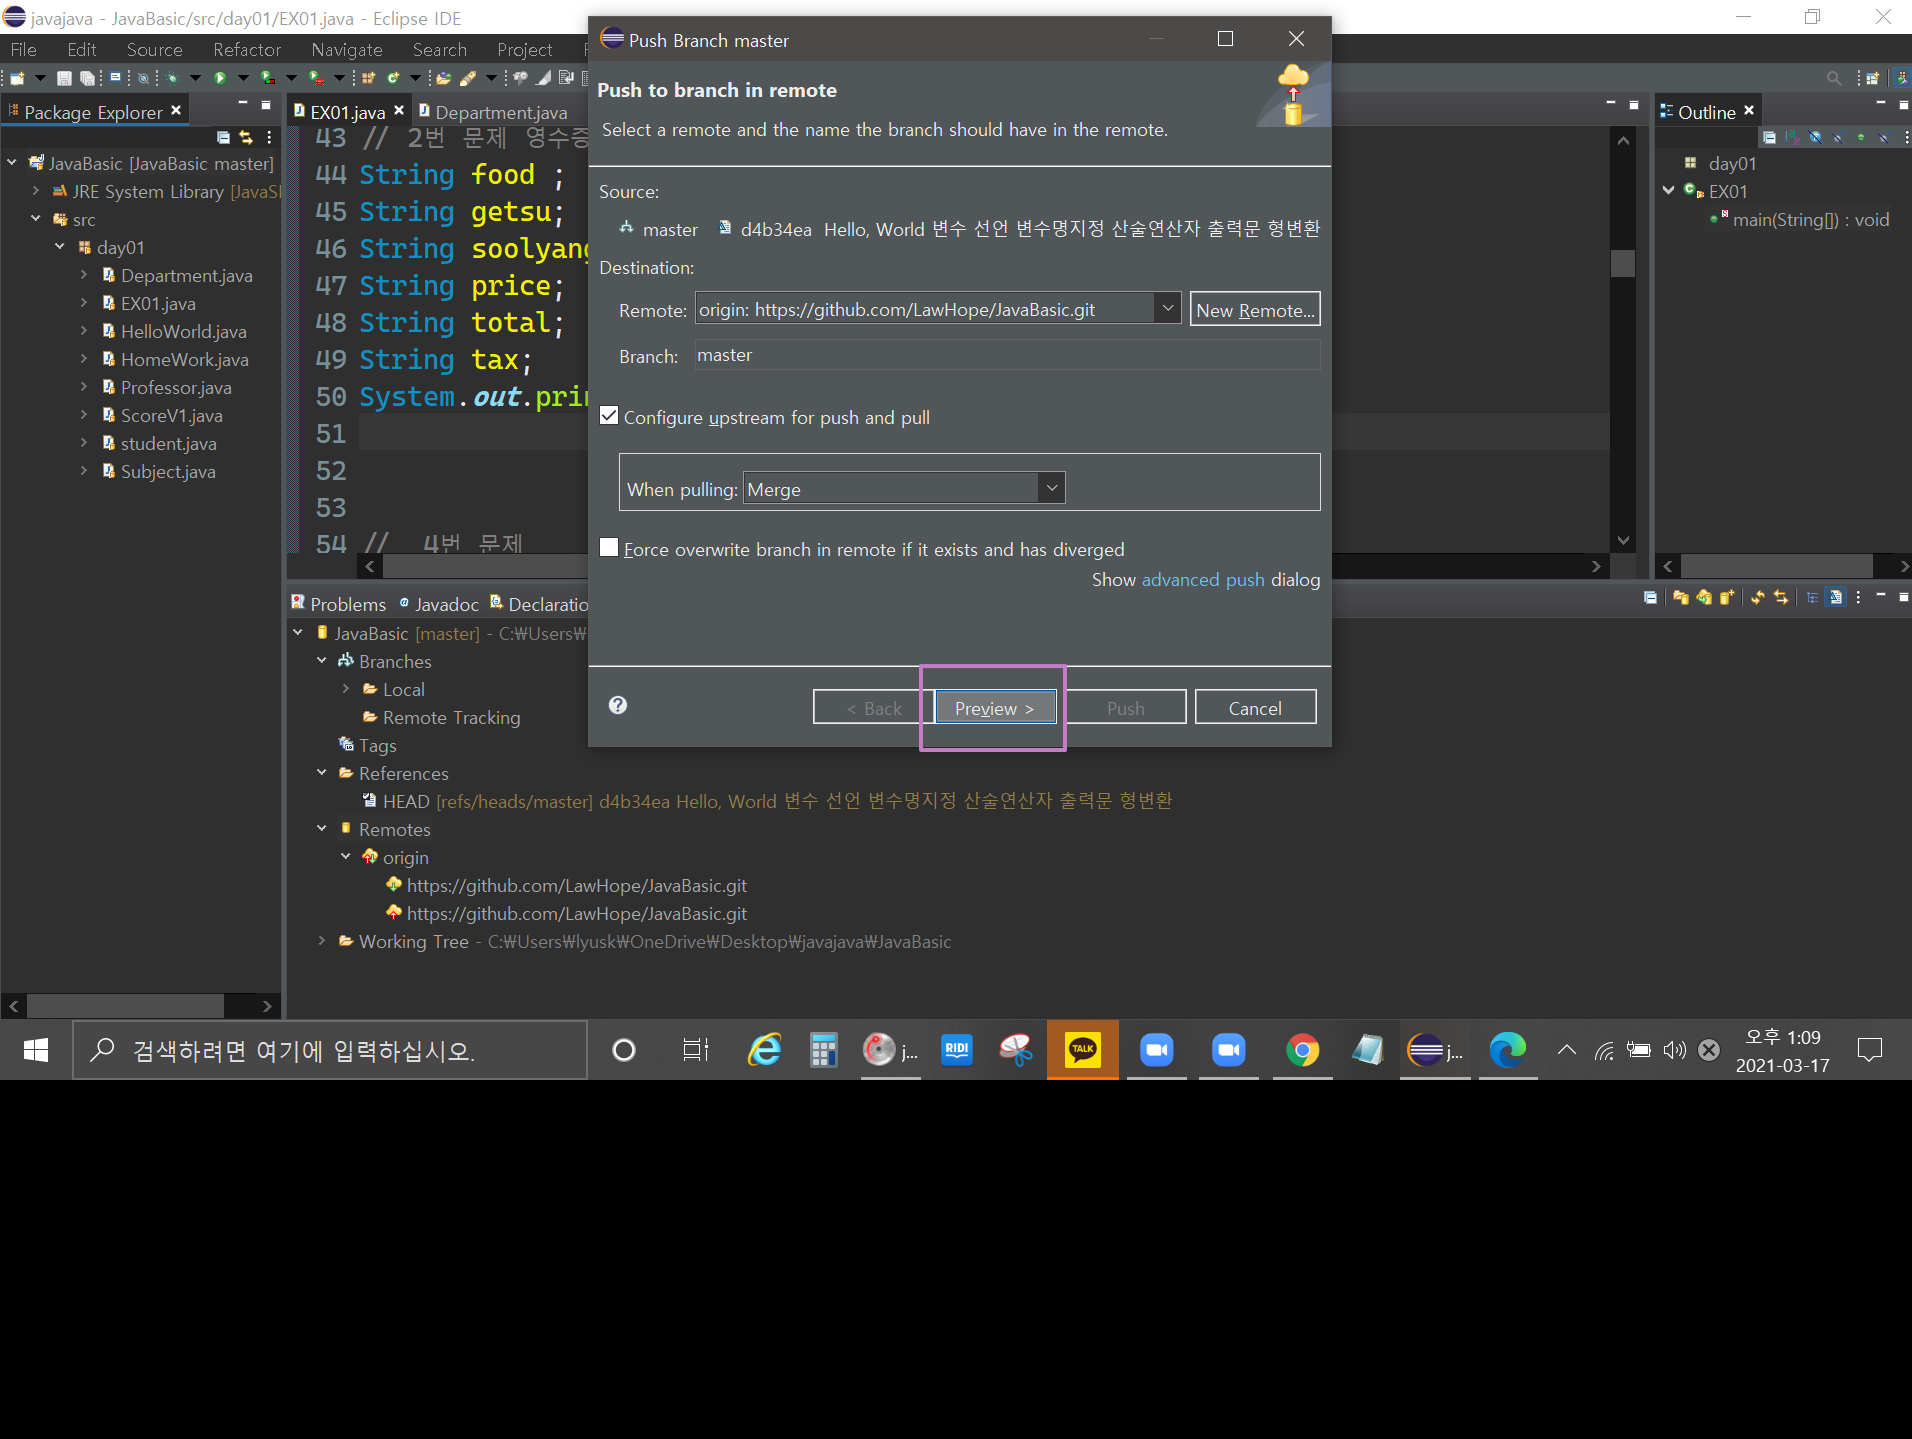 javajava - JavaBasic/src/day01/EX01.java - Eclipse IDE
File Edit Source Refactor Navigate Search Project
Package Explorer
JavaBasic [JavaBasic master]
JRE System Library [JavaS
src
day01
Department.java
EX01.java
HelloWorld.java
HomeWork.java
Professor.java
ScoreV1.java
student.java
Subject.java
EX01.java Department.java
43 // 2번 문제 영수증
44 String food ;
45 String getsu;
46 String soolyang
47 String price;
48 String total;
49 String tax;
50 System.out.prin
51
52
53
54 // 4번 문제
Push Branch master
Push to branch in remote
Select a remote and the name the branch should have in the remote.
Source:
master d4b34ea Hello, World 변수 선언 변수명지정 산술연산자 출력문 형변환
Destination:
Remote: origin: https://github.com/LawHope/JavaBasic.git New Remote...
Branch: master
Configure upstream for push and pull
When pulling: Merge
Force overwrite branch in remote if it exists and has diverged
Show advanced push dialog
< Back Preview > Push Cancel
Outline
day01
EX01
main(String[]) : void
Problems Javadoc Declaratio
JavaBasic [master] - C:₩Users₩
Branches
Local
Remote Tracking
Tags
References
HEAD [refs/heads/master] d4b34ea Hello, World 변수 선언 변수명지정 산술연산자 출력문 형변환
Remotes
origin
https://github.com/LawHope/JavaBasic.git
https://github.com/LawHope/JavaBasic.git
Working Tree - C:₩Users₩lyusk₩OneDrive₩Desktop₩javajava₩JavaBasic
검색하려면 여기에 입력하십시오.
j...
RIDI
TALK
j...
오후 1:09
2021-03-17